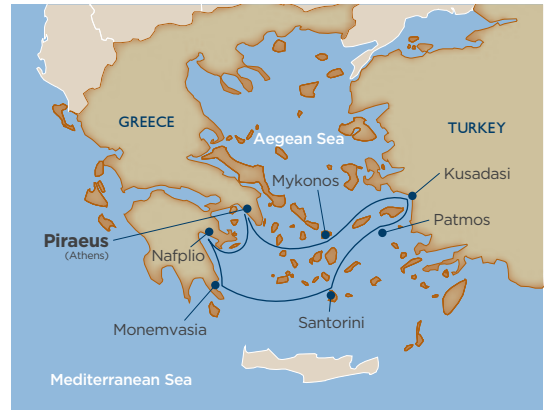 GREECE
TURKEY
Aegean Sea
Mykonos
Kusadasi
Patmos
Piraeus
(Athens)
Nafplio
Monemvasia
Santorini
Mediterranean Sea